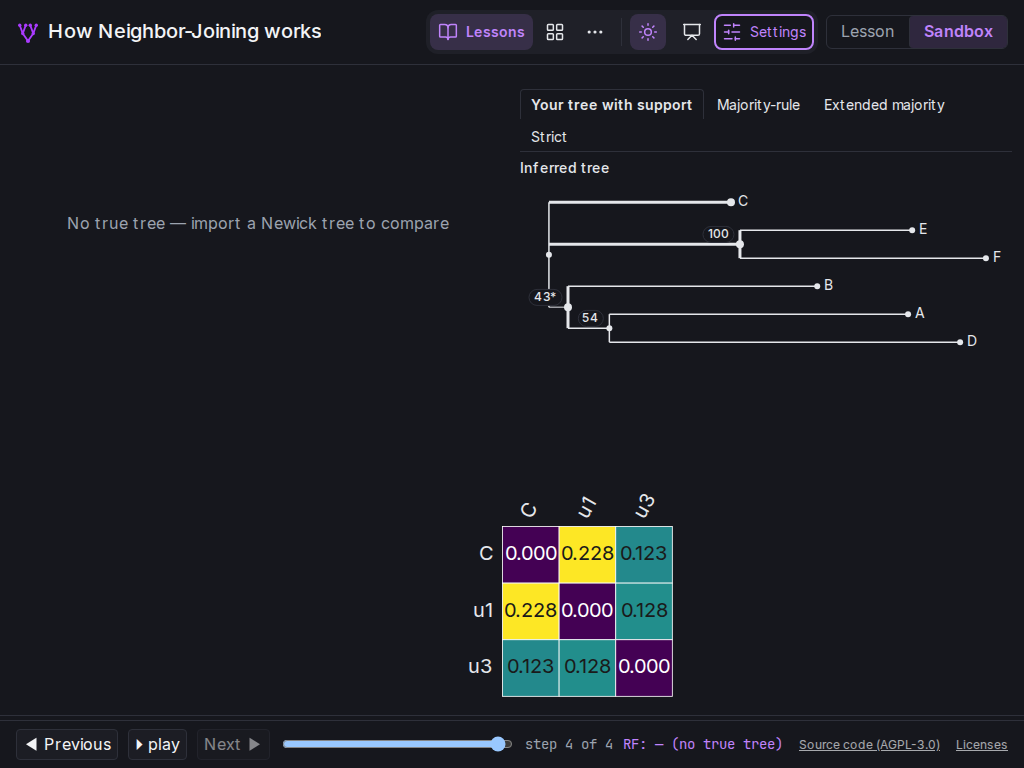 How Neighbor-Joining works
Lessons
Settings
Lesson
Sandbox
Your tree with support
Majority-rule
Extended majority
Strict
Inferred tree
No true tree — import a Newick tree to compare
C
100
E
F
43*
B
54
A
D
C u1 u3
C 0.000 0.228 0.123
u1 0.228 0.000 0.128
u3 0.123 0.128 0.000
◀ Previous
⏵ play
Next ▶
step 4 of 4
RF: — (no true tree)
Source code (AGPL-3.0)
Licenses